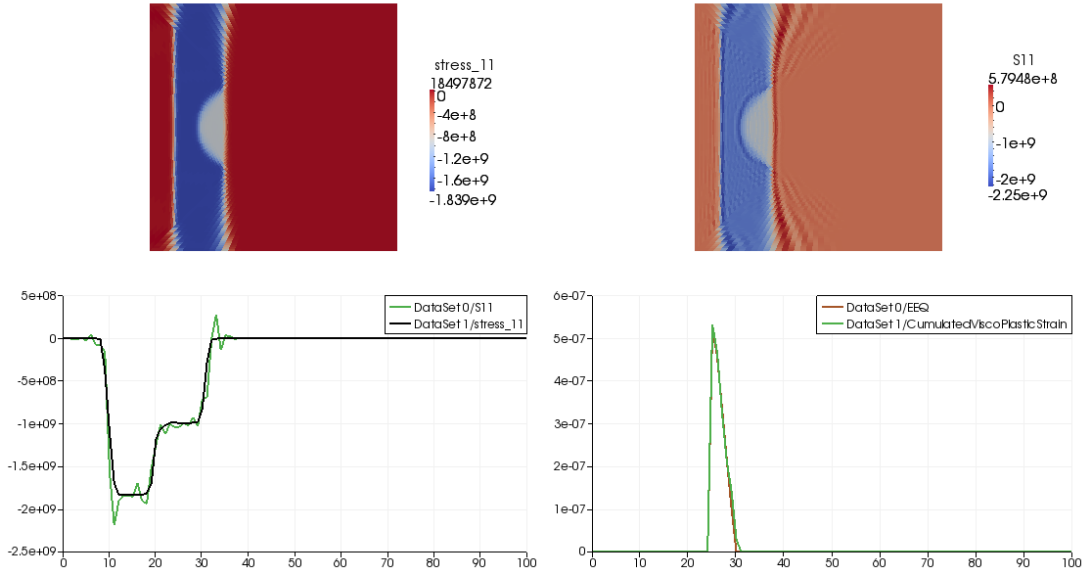 stress_11
18497872
0
-4e+8
-8e+8
-1.2e+9
-1.6e+9
-1.839e+9
S11
5.7948e+8
0
-1e+9
-2e+9
-2.25e+9
5e+08
0
-5e+08
-1e+09
-1.5e+09
-2e+09
-2.5e+09
0 10 20 30 40 50 60 70 80 90 100
DataSet 0/S11
DataSet 1/stress_11
6e-07
5e-07
4e-07
3e-07
2e-07
1e-07
0
0 10 20 30 40 50 60 70 80 90 100
DataSet 0/EEQ
DataSet 1/CumulatedViscoPlasticStrain